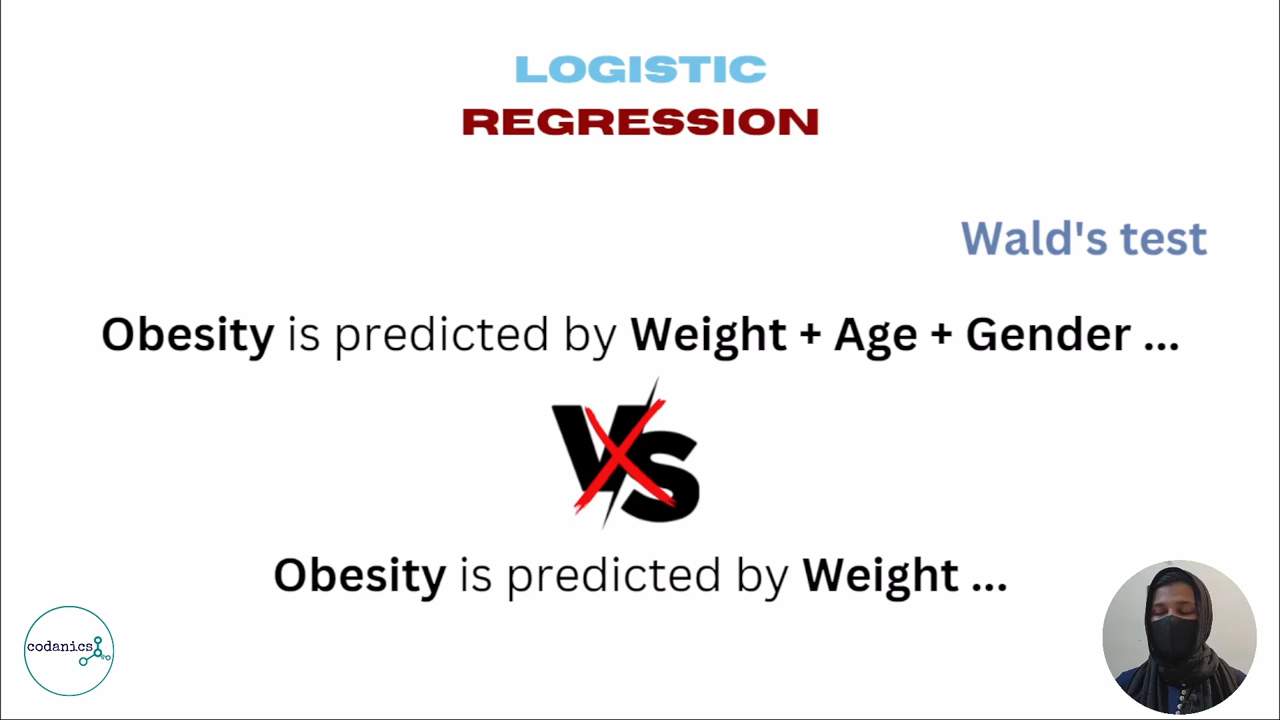 LOGISTIC
REGRESSION
Wald's test
Obesity is predicted by Weight + Age + Gender ...
VS
Obesity is predicted by Weight ...
codanics